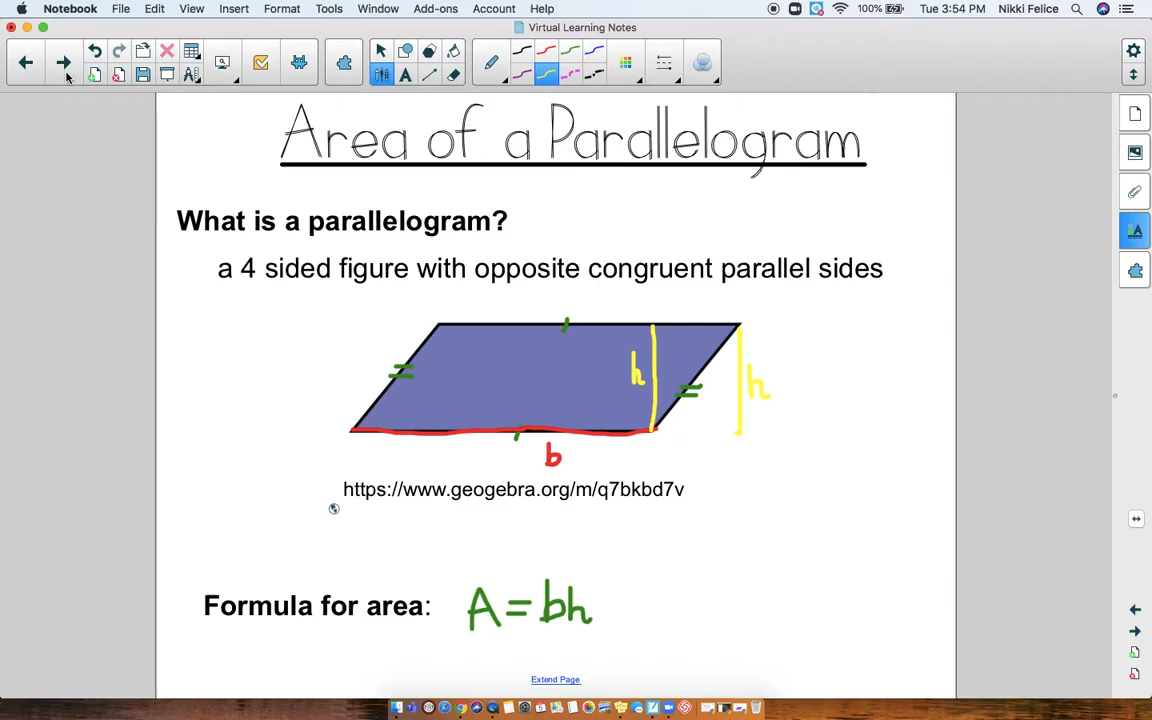 Notebook File Edit View Insert Format Tools Window Add-ons Account Help 100% Tue 3:54 PM Nikki Felice
Virtual Learning Notes
Area of a Parallelogram
What is a parallelogram?
a 4 sided figure with opposite congruent parallel sides
h
h
b
https://www.geogebra.org/m/q7bkbd7v
Formula for area: A = bh
Extend Page